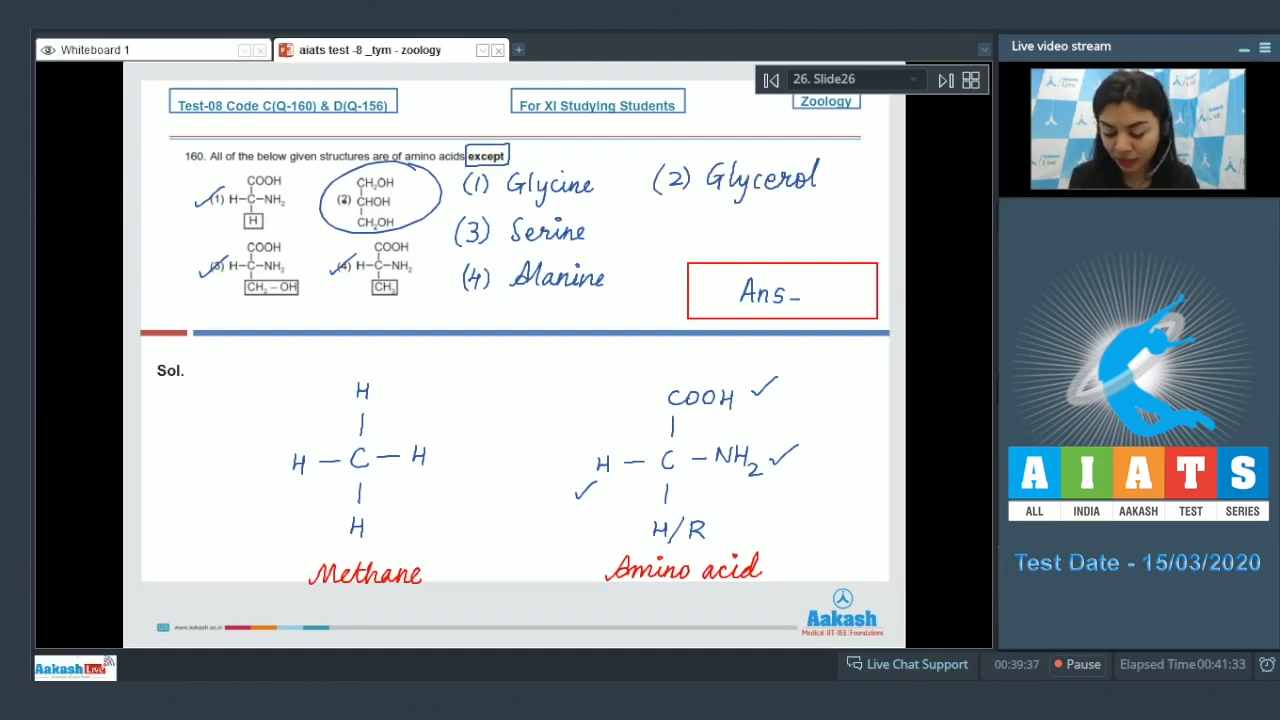 Whiteboard 1
aiats test -8 _tym - zoology
Live video stream
26. Slide26
Test-08 Code C(Q-160) & D(Q-156)
For XI Studying Students
Zoology
160. All of the below given structures are of amino acids except
(1) H–C–NH₂
COOH
H
(2) CH₂OH
CHOH
CH₂OH
(3) H–C–NH₂
COOH
CH₂ – OH
(4) H–C–NH₂
COOH
CH₃
(1) Glycine
(2) Glycerol
(3) Serine
(4) Alanine
Ans –
Sol.
H
H – C – H
H
Methane
COOH
H – C – NH₂
H/R
Amino acid
www.aakash.ac.in
Aakash
Medical|IIT-JEE|Foundations
A I A T S
ALL INDIA AAKASH TEST SERIES
Test Date - 15/03/2020
Aakash Live
Live Chat Support
00:39:37
Pause
Elapsed Time 00:41:33